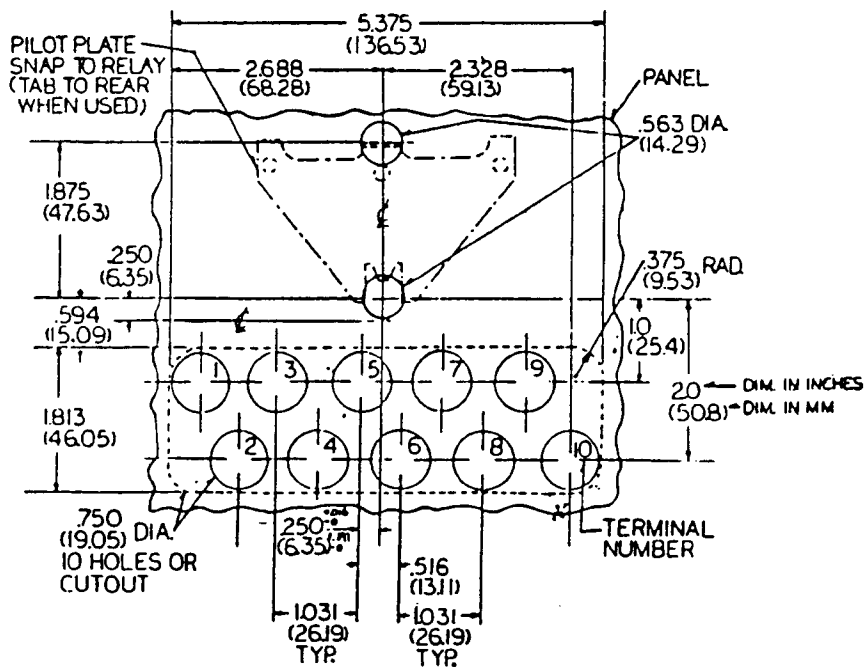 5.375
(136.53)
PILOT PLATE
SNAP TO RELAY
(TAB TO REAR
WHEN USED)
2.688
(68.28)
2.328
(59.13)
PANEL
.563 DIA.
(14.29)
1.875
(47.63)
.250
(6.35)
.375 RAD.
(9.53)
.594
(15.09)
1.0
(25.4)
1 3 5 7 9
2.0 DIM. IN INCHES
(50.8) DIM. IN MM
1.813
(46.05)
2 4 6 8 10
.750 DIA.
(19.05)
10 HOLES OR
CUTOUT
.250
(6.35)
TERMINAL
NUMBER
.516
(13.11)
1.031
(26.19)
TYP.
1.031
(26.19)
TYP.